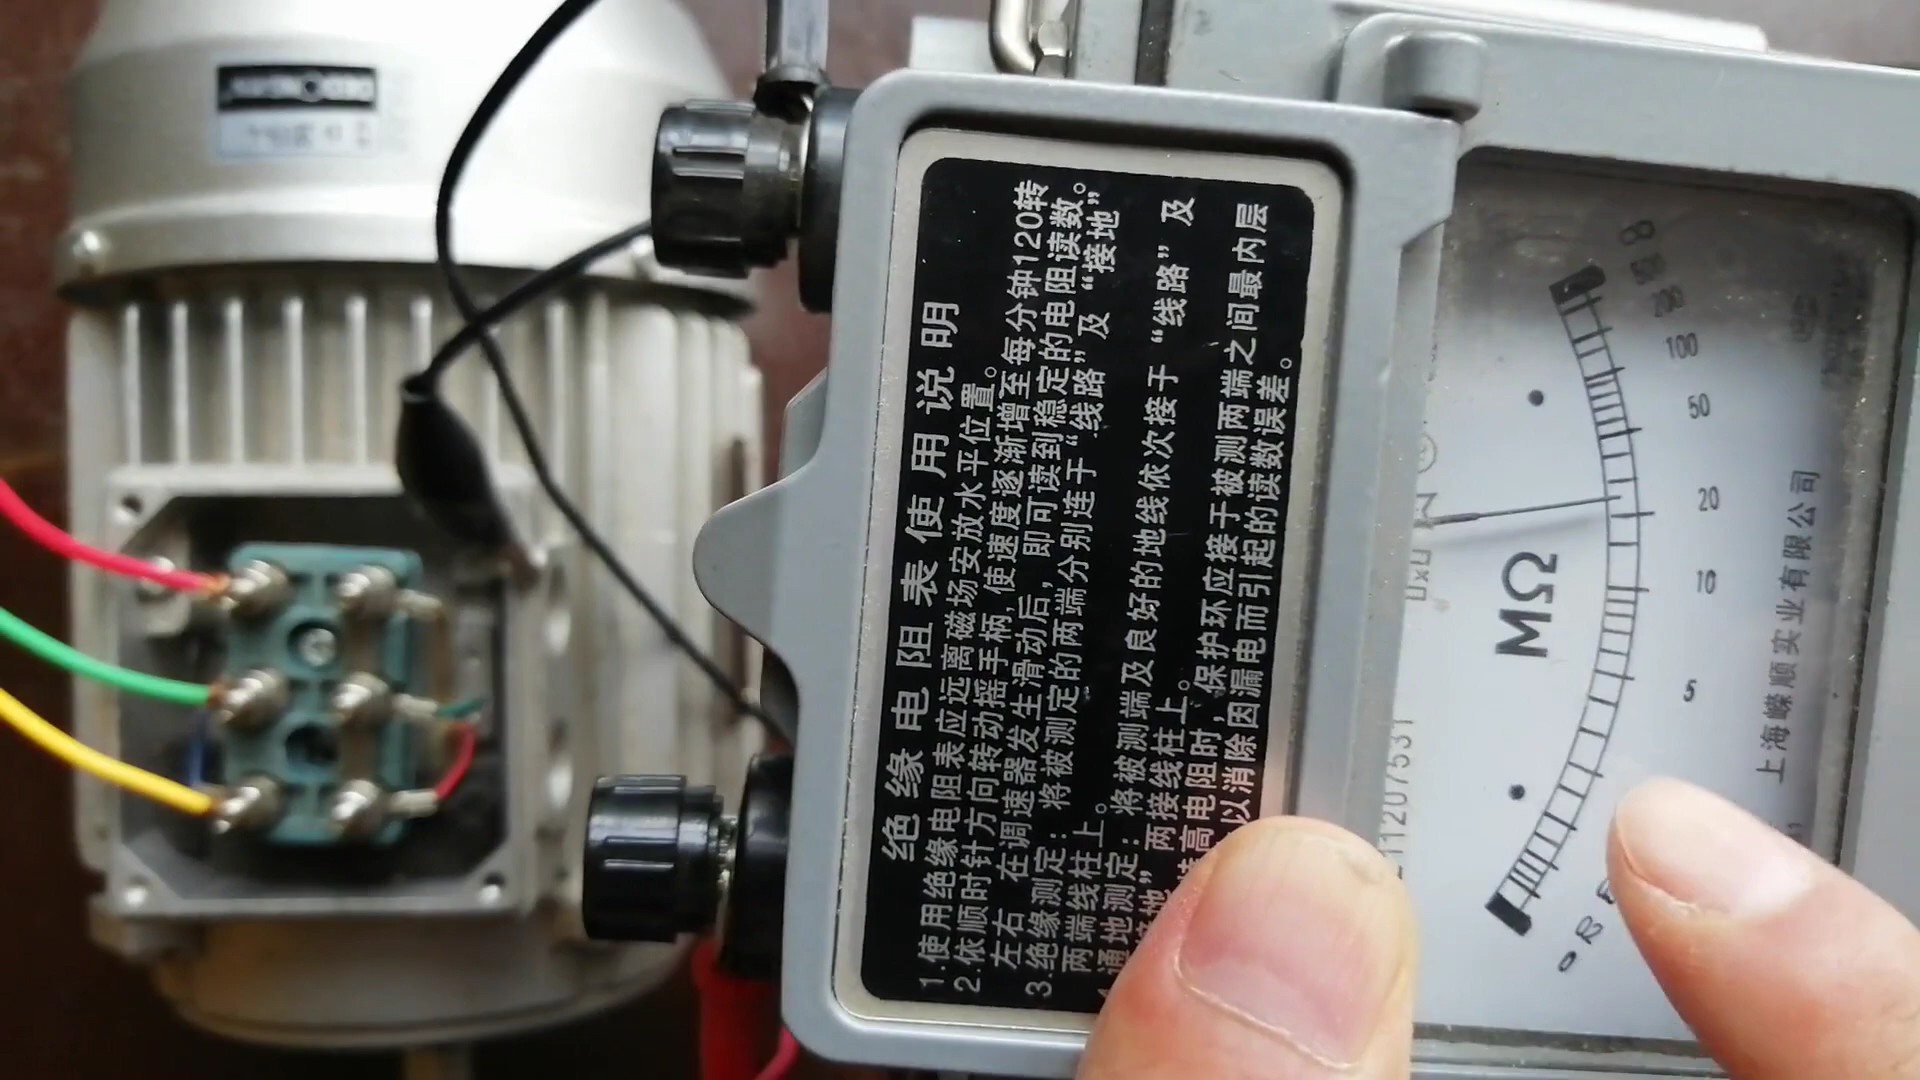 绝缘电阻表使用说明
1.使用绝缘电阻表应远离磁场安放水平位置。
2.依顺时针方向转动摇手柄,使速度逐渐增至每分钟120转
左右 在调速器发生滑动后,即可读到稳定的电阻读数。
3.绝缘测定:将被测定的两端分别连于“线路”及“接地”
两端线柱上。
通地测定:将被测端及良好的地线依次接于“线路”及
接地”两接线柱上。
高电阻时,保护环应接于被测两端之间最内层
以消除因漏电而引起的读数误差。
∞
500
200
100
50
20
10
5
0
MΩ
上海嵘顺实业有限公司